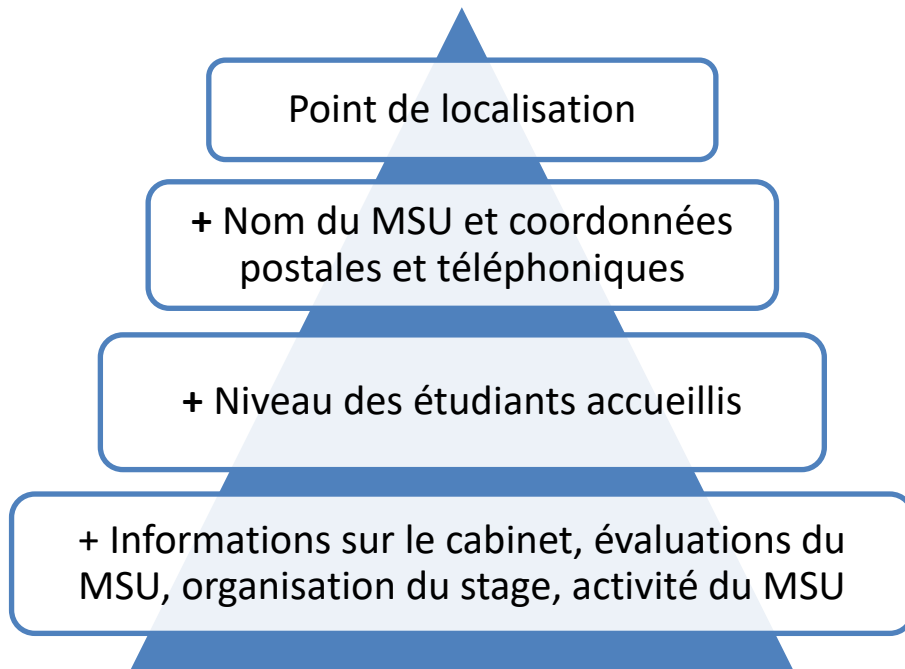 Point de localisation
+ Nom du MSU et coordonnées
postales et téléphoniques
+ Niveau des étudiants accueillis
+ Informations sur le cabinet, évaluations du
MSU, organisation du stage, activité du MSU